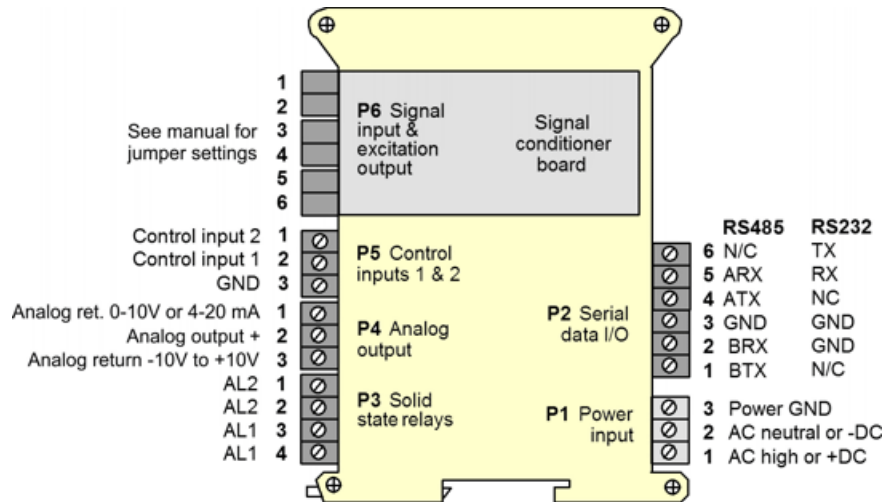 1
2
See manual for 3
jumper settings 4
5
6
P6 Signal
input &
excitation
output
Signal
conditioner
board
Control input 2 1
Control input 1 2
GND 3
P5 Control
inputs 1 & 2
Analog ret. 0-10V or 4-20 mA 1
Analog output + 2
Analog return -10V to +10V 3
P4 Analog
output
AL2 1
AL2 2
AL1 3
AL1 4
P3 Solid
state relays
P2 Serial
data I/O
RS485 RS232
6 N/C TX
5 ARX RX
4 ATX NC
3 GND GND
2 BRX GND
1 BTX N/C
P1 Power
input
3 Power GND
2 AC neutral or -DC
1 AC high or +DC